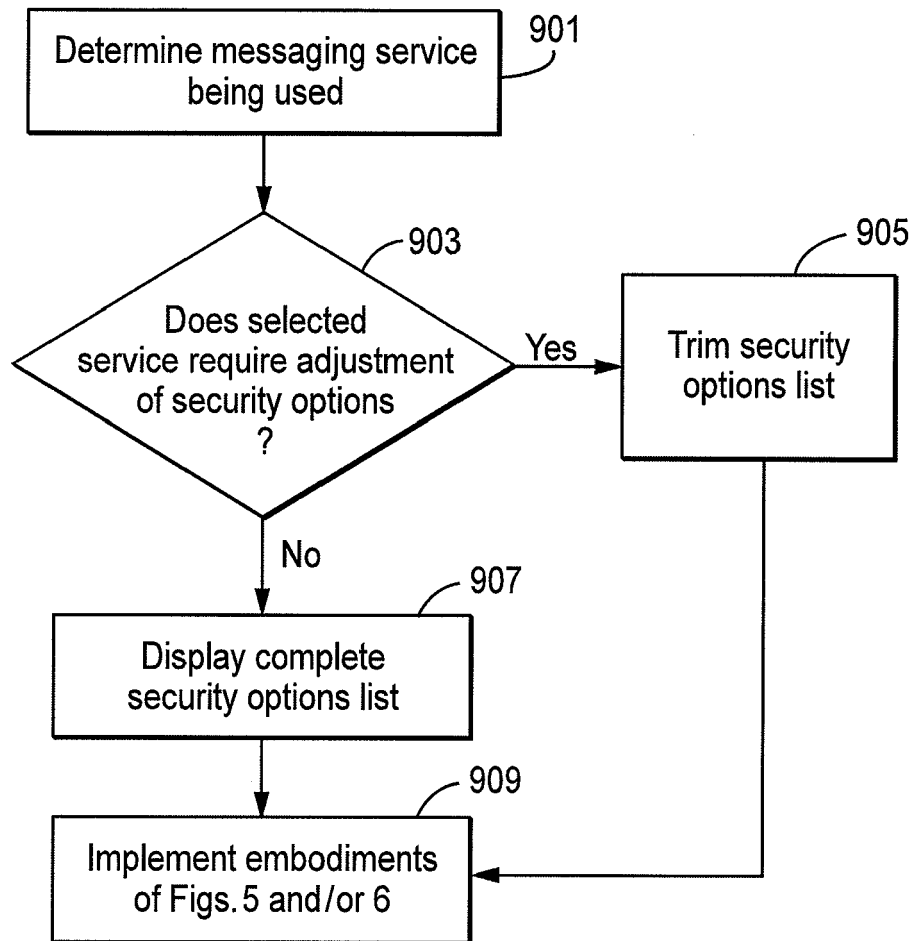 Determine messaging service
being used
901
903
Does selected
service require adjustment
of security options
?
Yes
905
Trim security
options list
No
907
Display complete
security options list
909
Implement embodiments
of Figs. 5 and/or 6